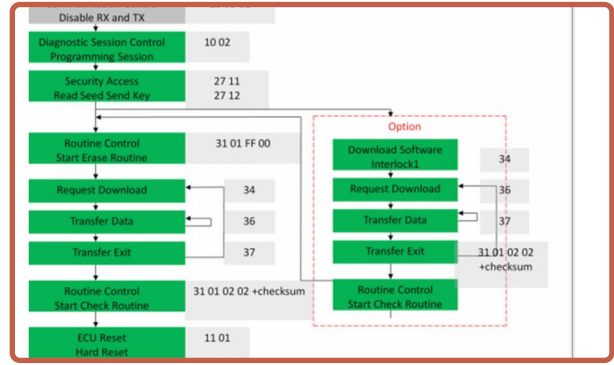 Disable RX and TX
Diagnostic Session Control
Programming Session
10 02
Security Access
Read Seed Send Key
27 11
27 12
Routine Control
Start Erase Routine
31 01 FF 00
Request Download
34
Transfer Data
36
Transfer Exit
37
Routine Control
Start Check Routine
31 01 02 02 +checksum
ECU Reset
Hard Reset
11 01
Option
Download Software
Interlock1
34
Request Download
36
Transfer Data
37
Transfer Exit
31 01 02 02
+checksum
Routine Control
Start Check Routine